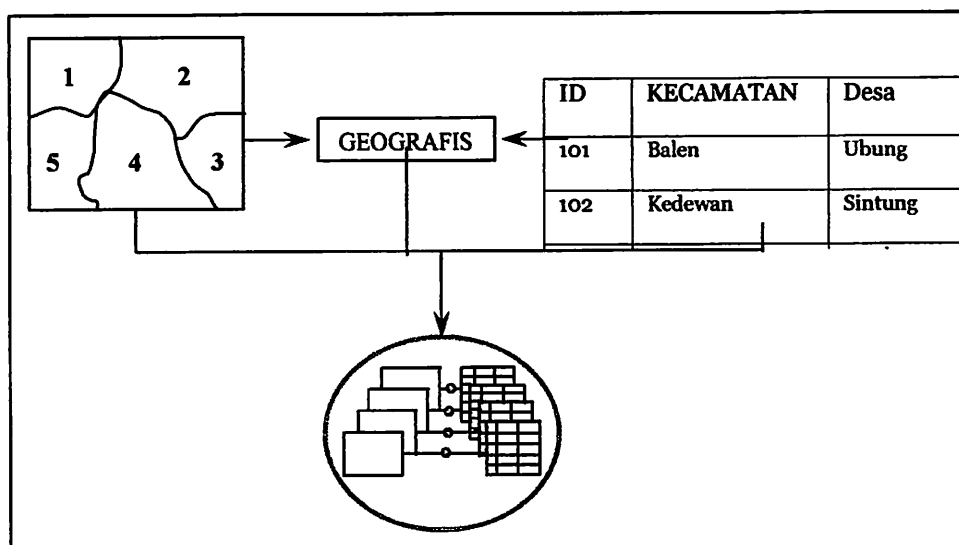 1 2
5 4 3
GEOGRAFIS
ID KECAMATAN Desa
101 Balen Ubung
102 Kedewan Sintung